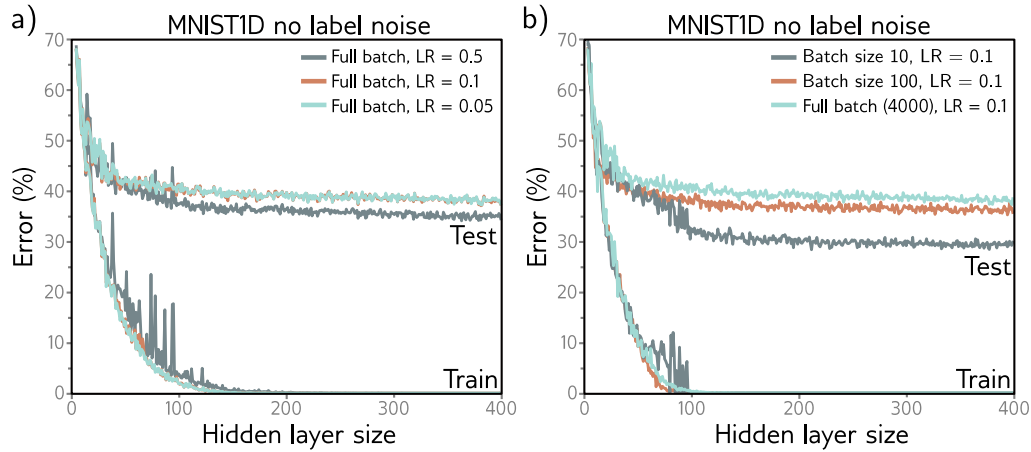 a)
MNIST1D no label noise
Full batch, LR = 0.5
Full batch, LR = 0.1
Full batch, LR = 0.05
70
60
50
40
30
20
10
0
Error (%)
Test
Train
0
100
200
300
400
Hidden layer size
b)
MNIST1D no label noise
Batch size 10, LR = 0.1
Batch size 100, LR = 0.1
Full batch (4000), LR = 0.1
70
60
50
40
30
20
10
0
Error (%)
Test
Train
0
100
200
300
400
Hidden layer size